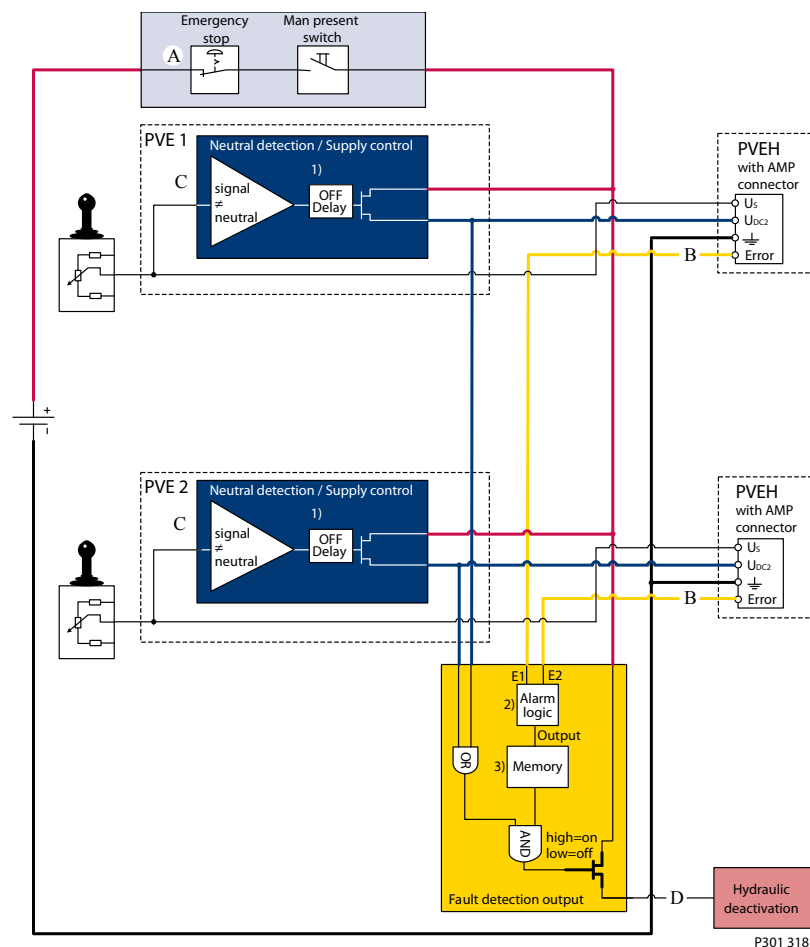 Emergency
stop
Man present
switch
A
PVE 1
Neutral detection / Supply control
1)
C
signal
≠
neutral
OFF
Delay
PVEH
with AMP
connector
US
UDC2
Error
B
+
-
PVE 2
Neutral detection / Supply control
1)
C
signal
≠
neutral
OFF
Delay
PVEH
with AMP
connector
US
UDC2
Error
B
E1
E2
2)
Alarm
logic
Output
OR
3)
Memory
AND
high=on
low=off
Fault detection output
D
Hydraulic
deactivation
P301 318